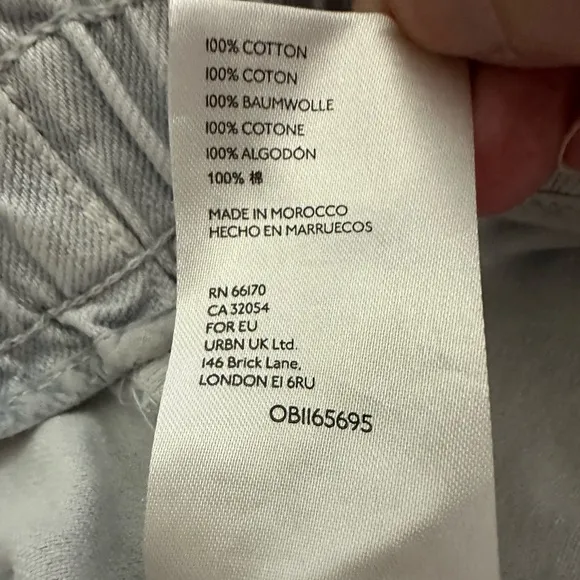 100% COTTON
100% COTON
100% BAUMWOLLE
100% COTONE
100% ALGODÓN
100% 棉
MADE IN MOROCCO
HECHO EN MARRUECOS
RN 66170
CA 32054
FOR EU
URBN UK Ltd.
146 Brick Lane,
LONDON E1 6RU
OB1165695